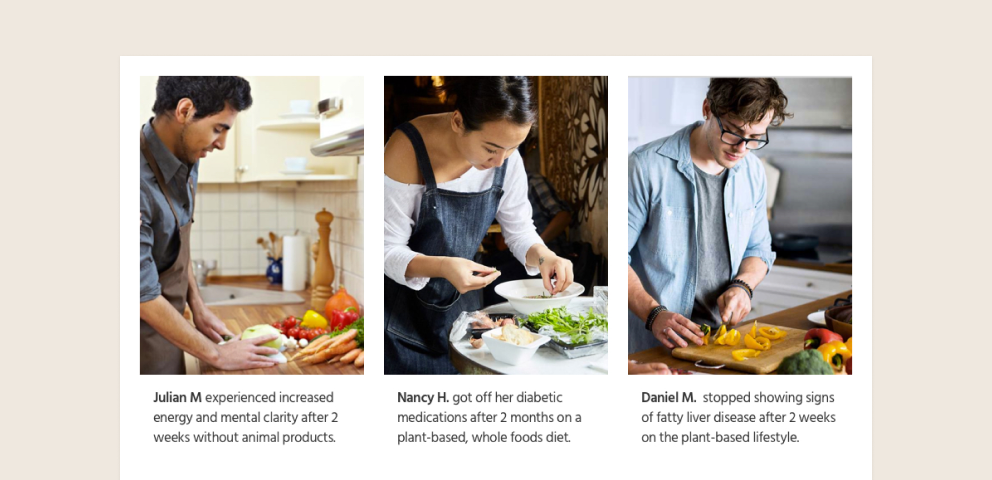 Julian M experienced increased
energy and mental clarity after 2
weeks without animal products.
Nancy H. got off her diabetic
medications after 2 months on a
plant-based, whole foods diet.
Daniel M.  stopped showing signs
of fatty liver disease after 2 weeks
on the plant-based lifestyle.